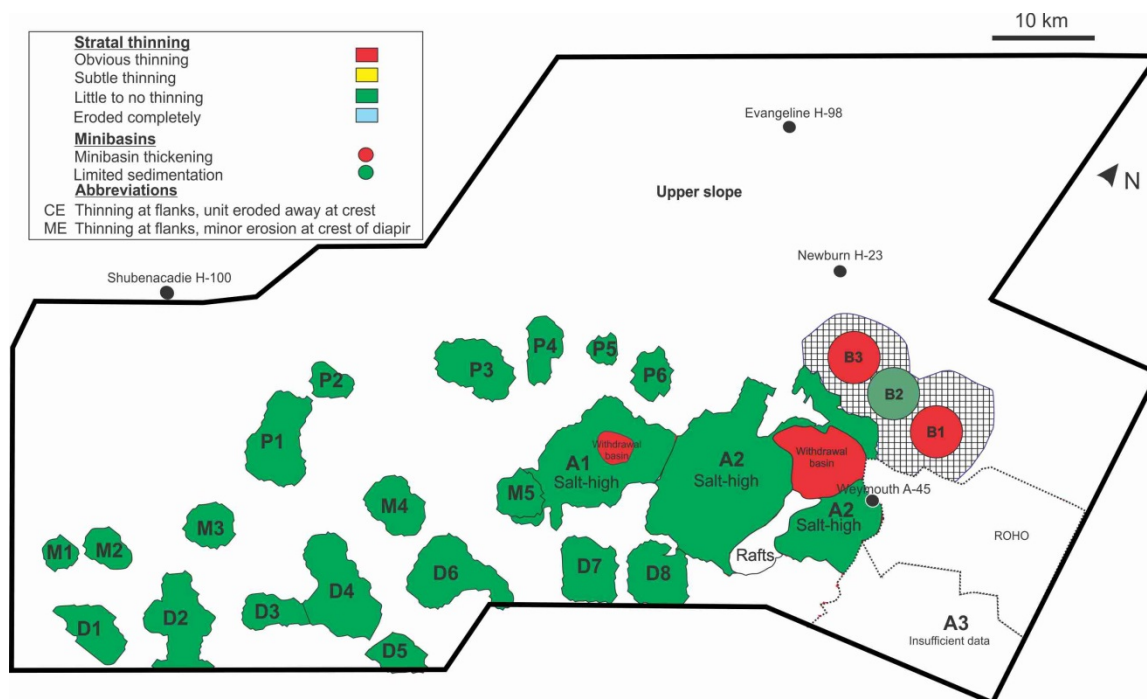 10 km
Stratal thinning
Obvious thinning
Subtle thinning
Little to no thinning
Eroded completely
Minibasins
Minibasin thickening
Limited sedimentation
Abbreviations
CE Thinning at flanks, unit eroded away at crest
ME Thinning at flanks, minor erosion at crest of diapir
Evangeline H-98
N
Upper slope
Newburn H-23
Shubenacadie H-100
P4
P5
B3
P3
P6
P2
B2
P1
B1
Withdrawal
basin
Withdrawal
basin
A1
Salt-high
A2
Salt-high
M5
M4
Weymouth A-45
A2
Salt-high
M3
ROHO
M1
M2
Rafts
D6
D7
D8
D4
D3
D2
D1
D5
A3
Insufficient data